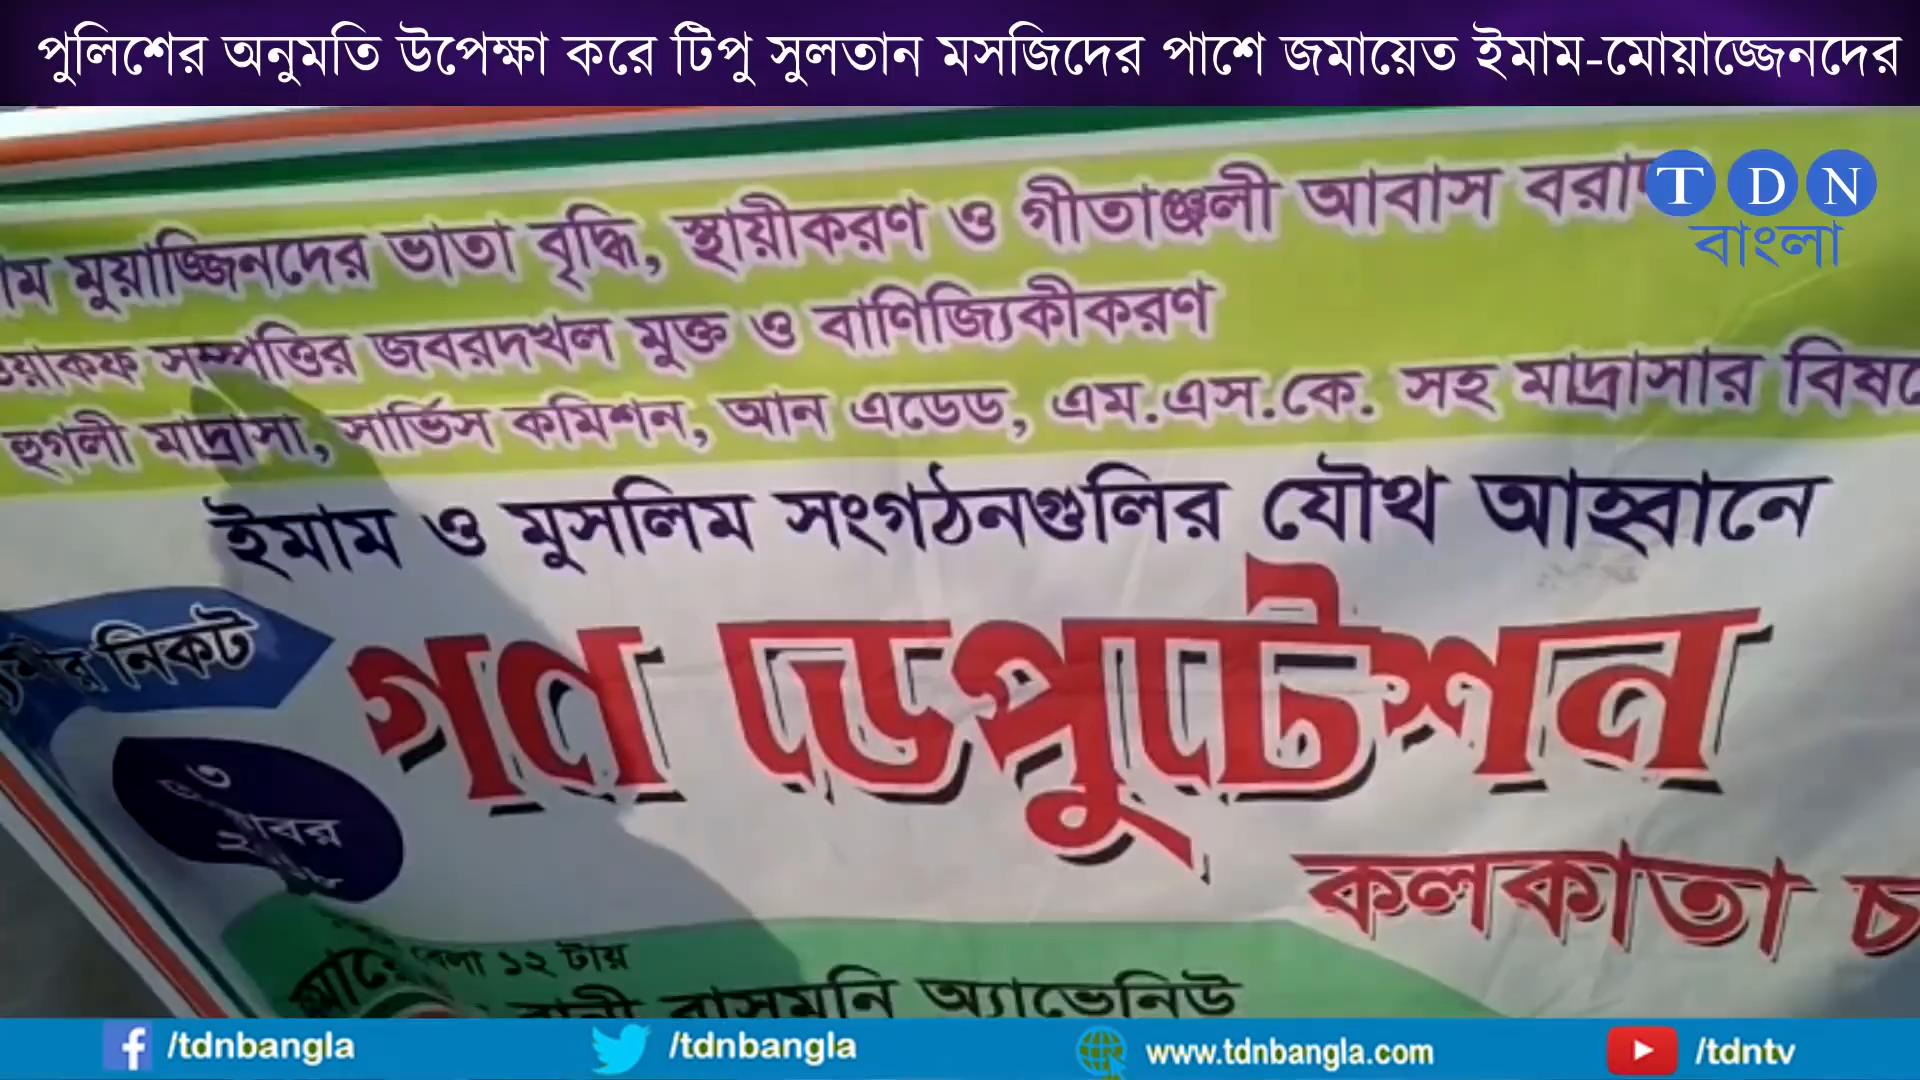 পুলিশের অনুমতি উপেক্ষা করে টিপু সুলতান মসজিদের পাশে জমায়েত ইমাম-মোয়াজ্জেনদের
TDN
বাংলা
মুয়াজ্জিনদের ভাতা বৃদ্ধি, স্থায়ীকরণ ও গীতাঞ্জলী আবাস
সম্পত্তির জবরদখল মুক্ত ও বাণিজ্যিকীকরণ
হুগলী মাদ্রাসা, সার্ভিস কমিশন, আন এডেড, এম.এস.কে. সহ মাদ্রাসার
ইমাম ও মুসলিম সংগঠনগুলির যৌথ আহ্বানে
নিকট
গণ ডেপুটেশন
৩
কলকাতা
বেলা ১২ টায়
রানী রাসমনি অ্যাভেনিউ
/tdnbangla /tdnbangla www.tdnbangla.com /tdntv